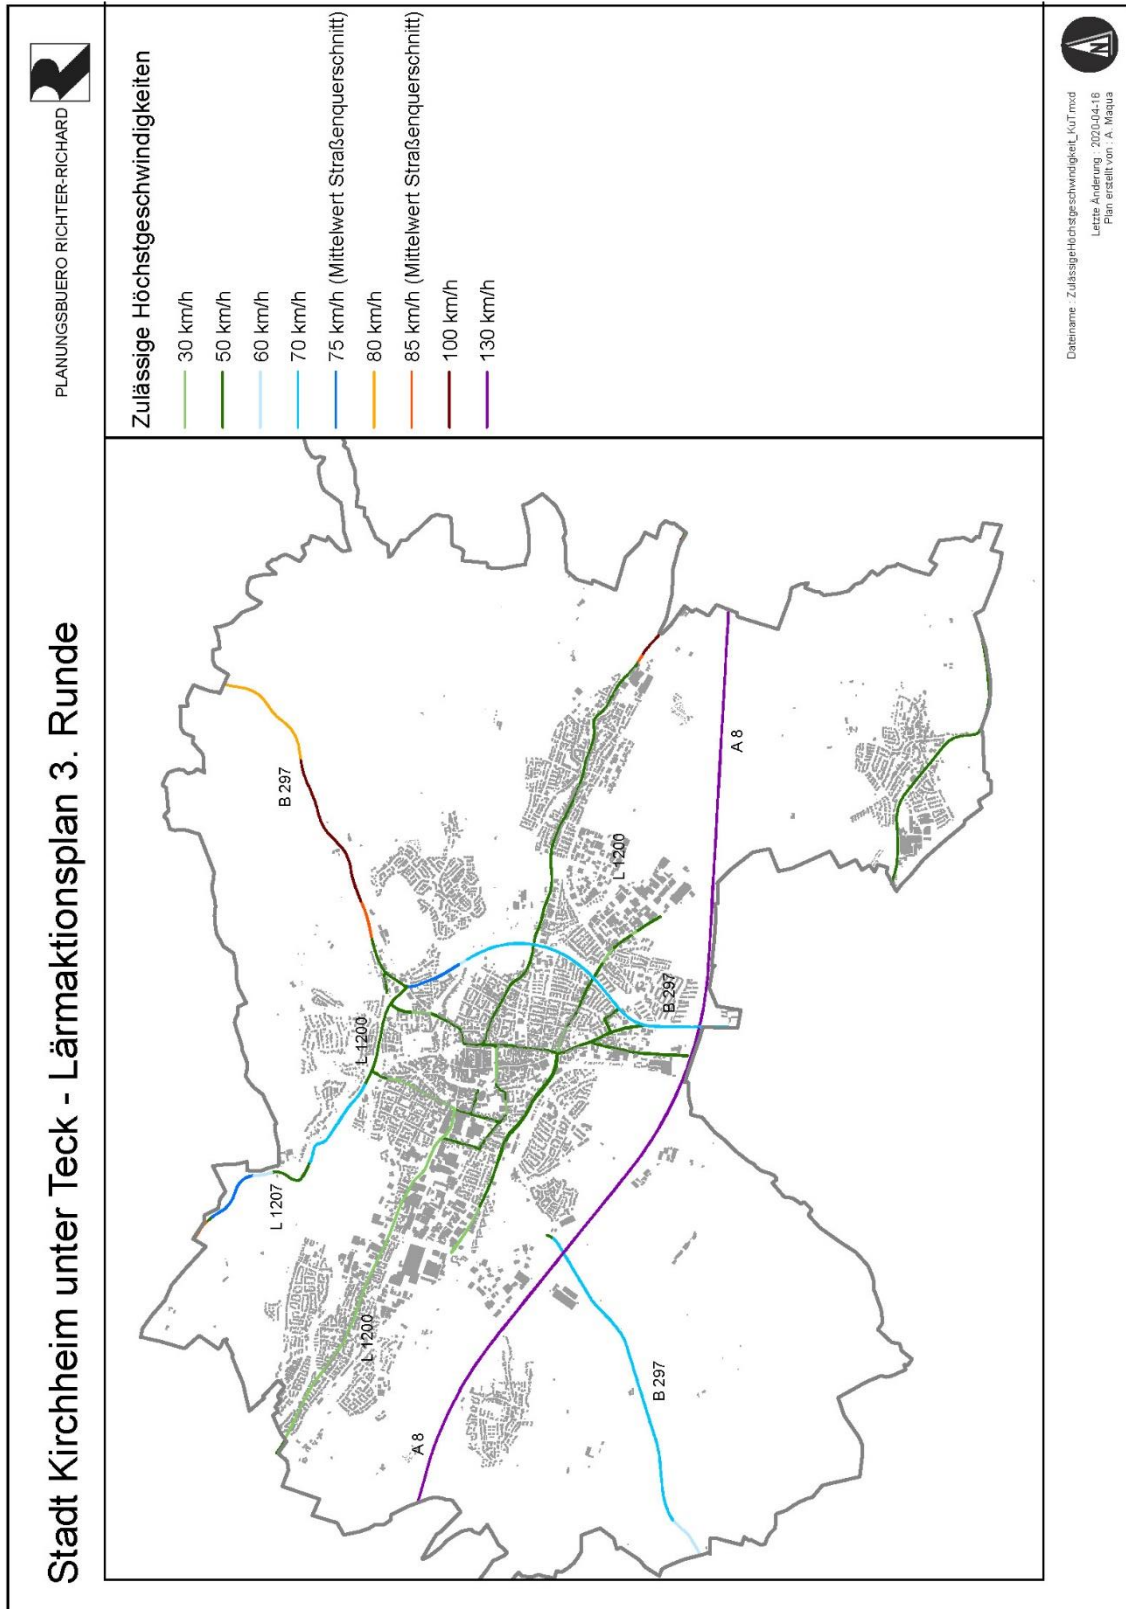 Stadt Kirchheim unter Teck - Lärmaktionsplan 3. Runde
PLANUNGSBUERO RICHTER-RICHARD
L 1207
L 1200
B 297
L 1200
A 8
B 297
B 297
L 1200
A 8
Zulässige Höchstgeschwindigkeiten
30 km/h
50 km/h
60 km/h
70 km/h
75 km/h (Mittelwert Straßenquerschnitt)
80 km/h
85 km/h (Mittelwert Straßenquerschnitt)
100 km/h
130 km/h
N
Dateiname : ZulässigeHöchstgeschwindigkeit_KuT.mxd
Letzte Änderung : 2020-04-16
Plan erstellt von : A. Maqua